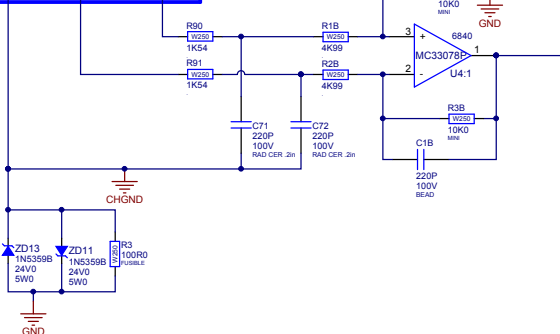 10K0
MINI
GND
R90
W250
1K54
R1B
W250
4K99
3
+
6840
MC33078P
1
R91
W250
1K54
R2B
W250
4K99
2
-
U4:1
C71
220P
100V
RAD CER .2in
C72
220P
100V
RAD CER .2in
R3B
W250
10K0
MINI
C1B
220P
100V
BEAD
CHGND
ZD13
1N5359B
24V0
5W0
ZD11
1N5359B
24V0
5W0
R3
W250
100R0
FUSIBLE
GND